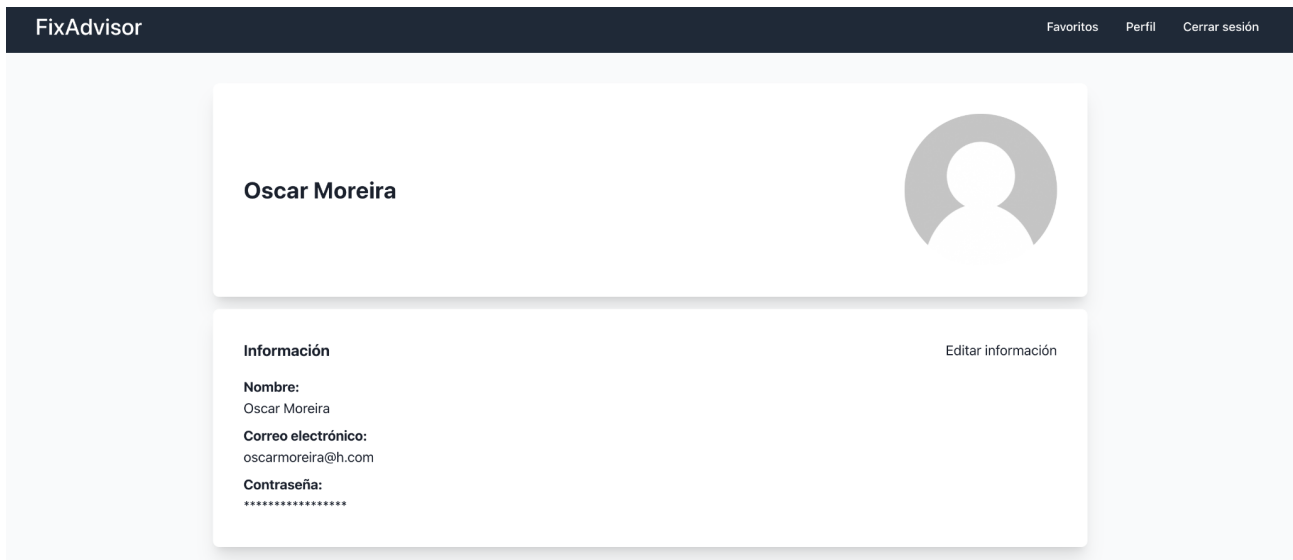 FixAdvisor
Favoritos Perfil Cerrar sesión
Oscar Moreira
Información
Editar información
Nombre:
Oscar Moreira
Correo electrónico:
oscarmoreira@h.com
Contraseña:
*****************